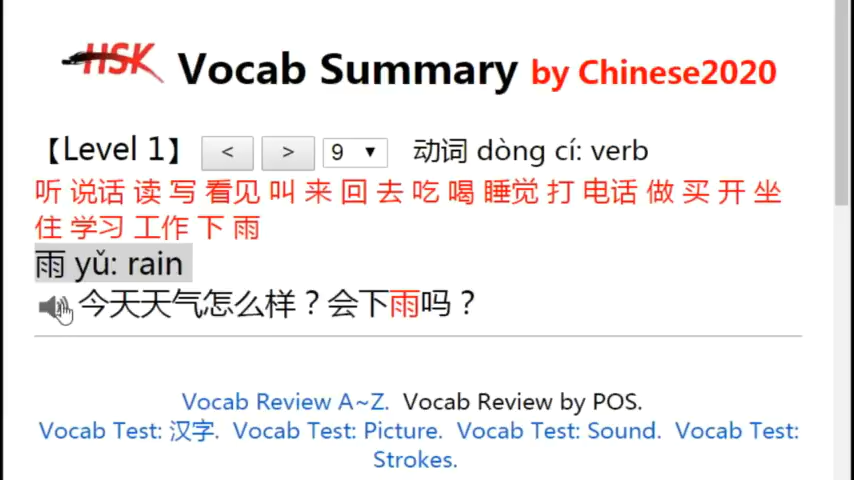 HSK Vocab Summary by Chinese2020
【Level 1】 < > 9 ▼ 动词 dòng cí: verb
听 说话 读 写 看见 叫 来 回 去 吃 喝 睡觉 打 电话 做 买 开 坐
住 学习 工作 下 雨
雨 yǔ: rain
今天天气怎么样？会下雨吗？
Vocab Review A~Z. Vocab Review by POS.
Vocab Test: 汉字. Vocab Test: Picture. Vocab Test: Sound. Vocab Test:
Strokes.